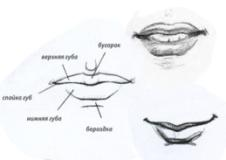 бугорок
верхняя губа
спайка губ
нижняя губа
бороздка